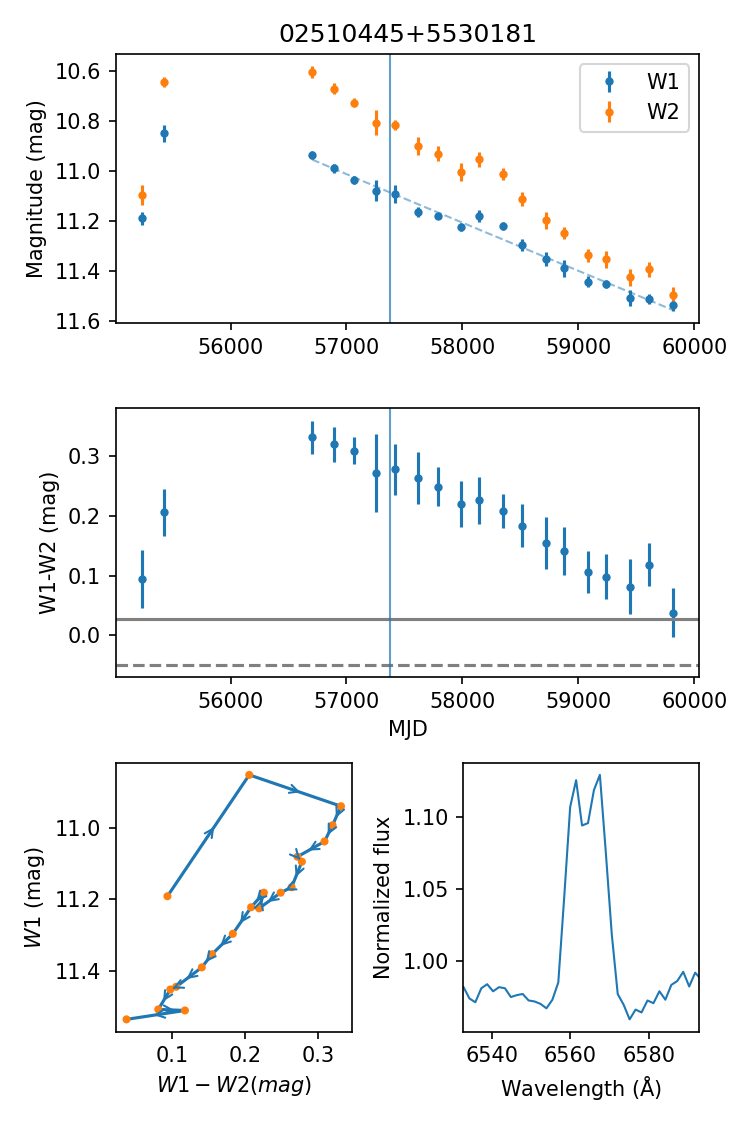 02510445+5530181
Magnitude (mag)
10.6
10.8
11.0
11.2
11.4
11.6
W1
W2
56000 57000 58000 59000 60000
W1-W2 (mag)
0.3
0.2
0.1
0.0
56000 57000 58000 59000 60000
MJD
W1 (mag)
11.0
11.2
11.4
0.1 0.2 0.3
W1 − W2(mag)
Normalized flux
1.10
1.05
1.00
6540 6560 6580
Wavelength (Å)